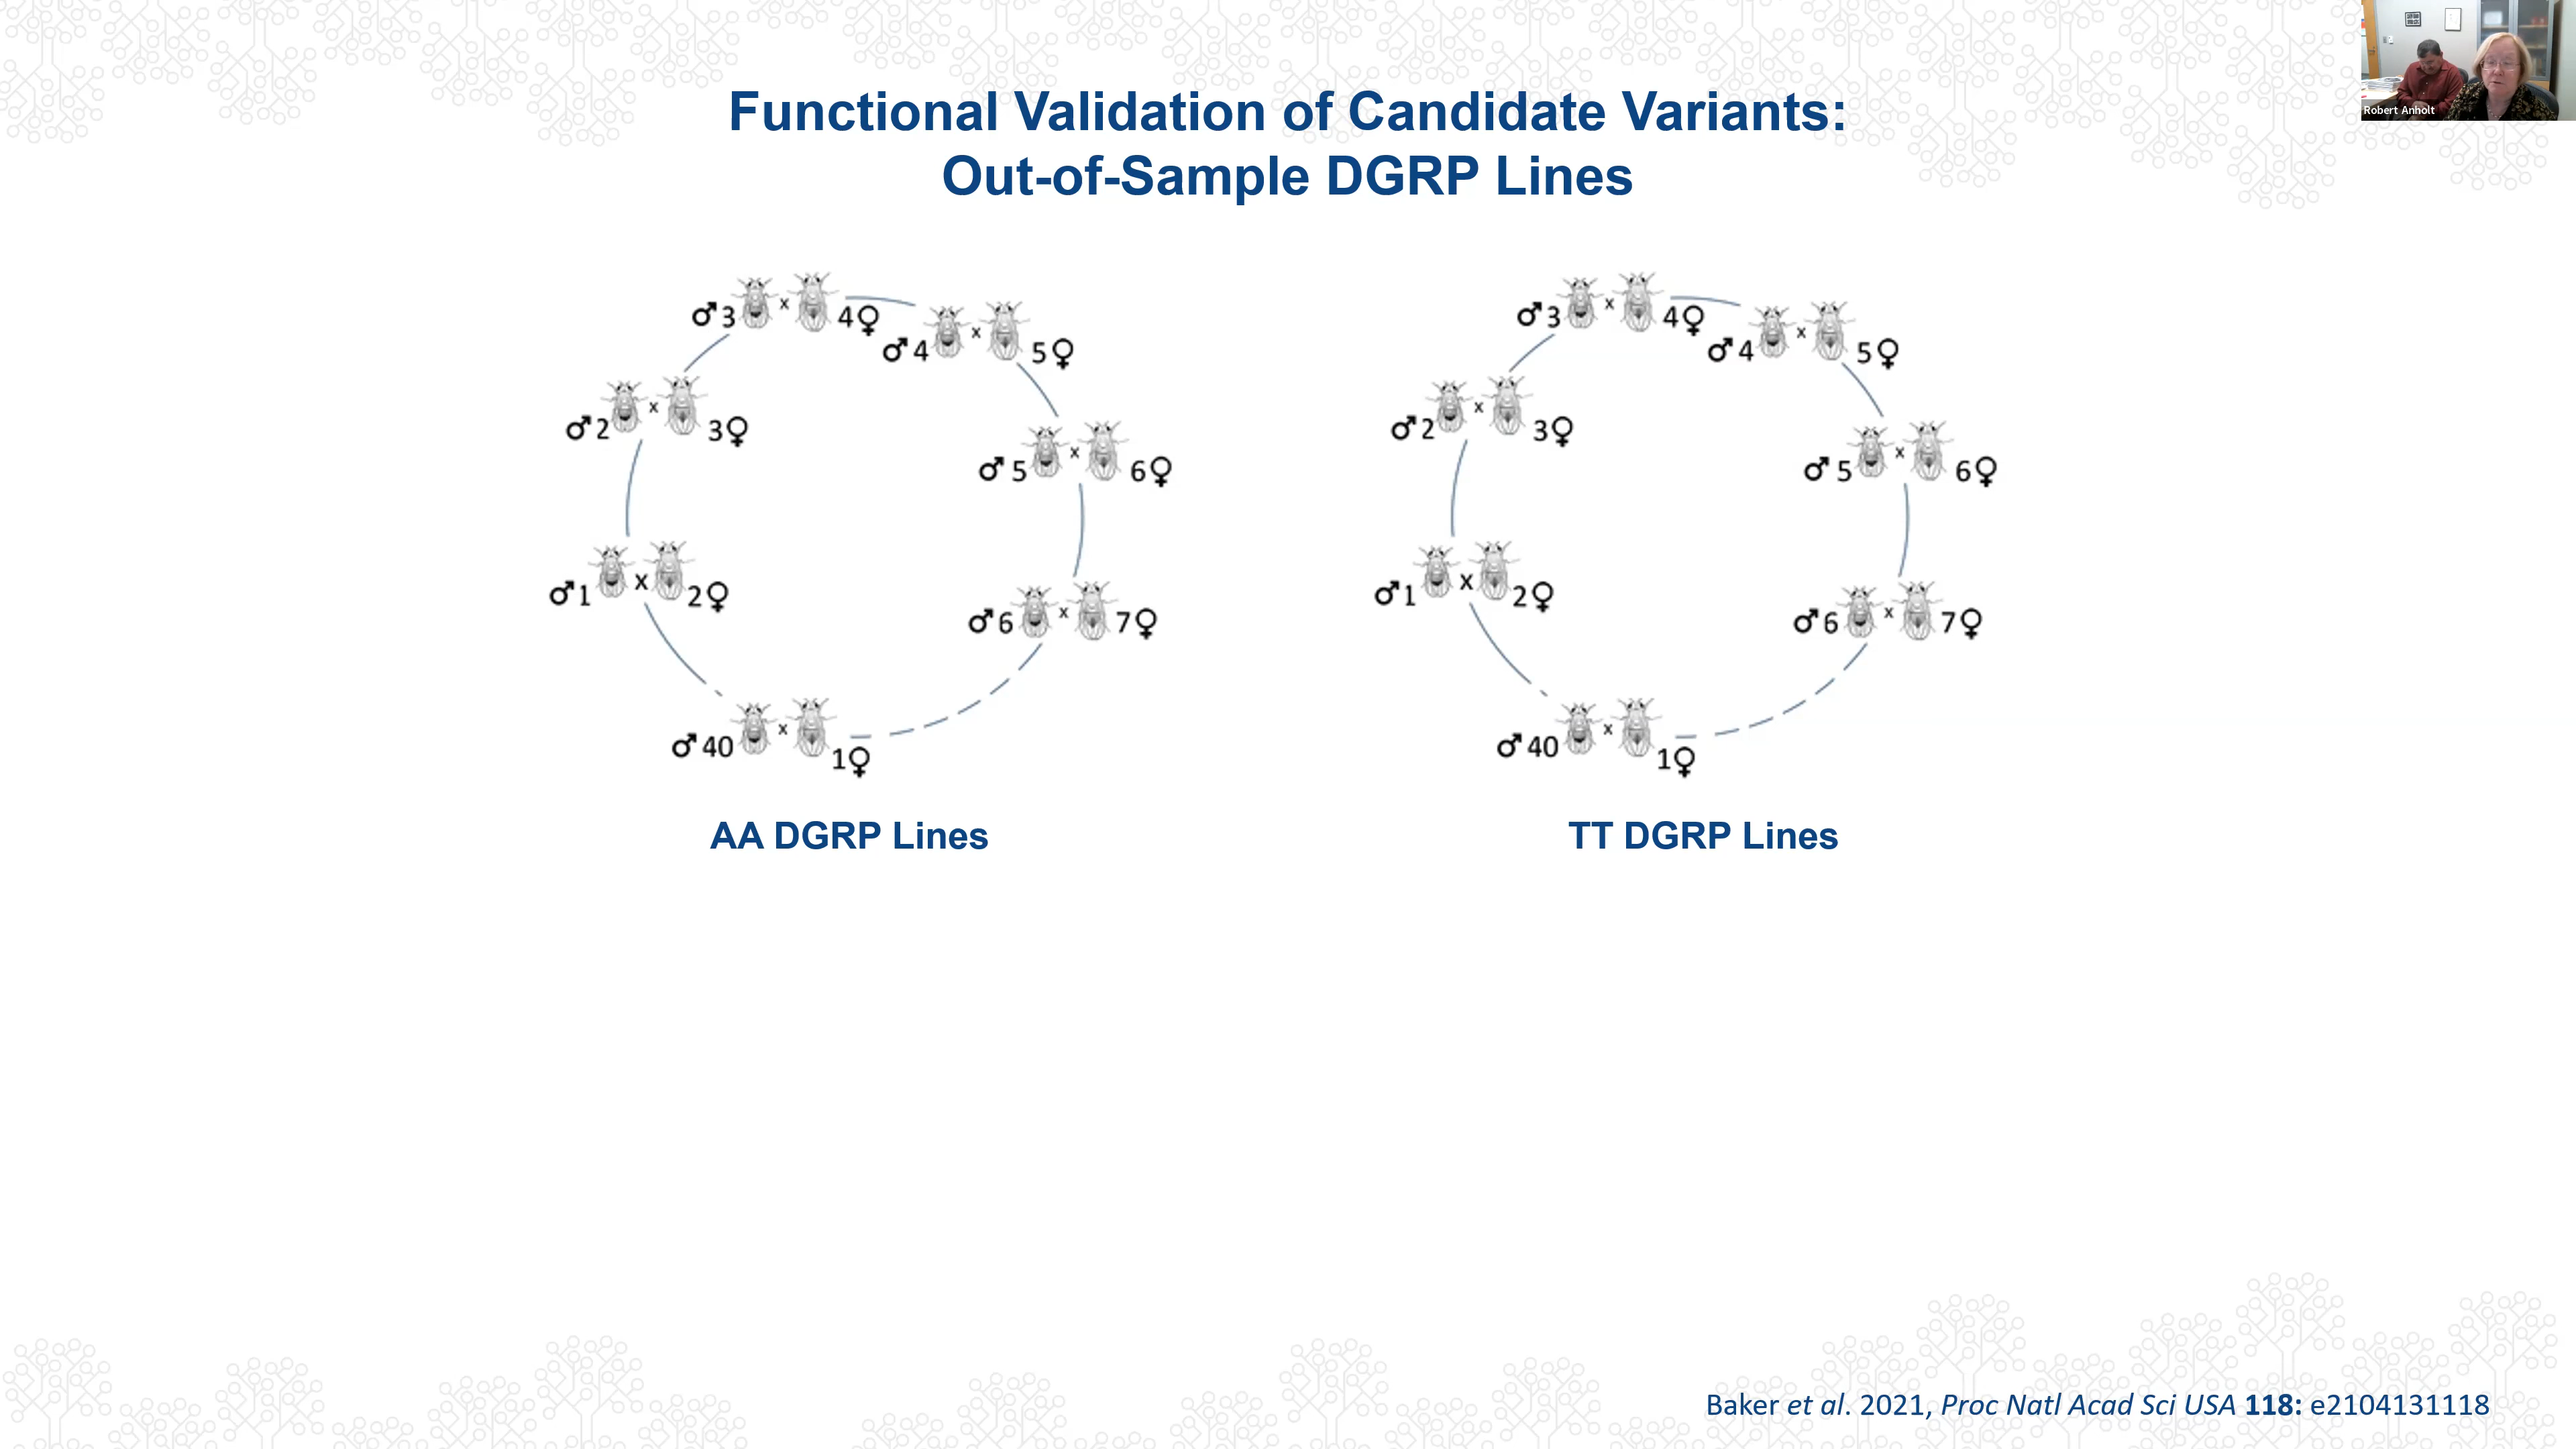 Robert Anholt
Functional Validation of Candidate Variants:
Out-of-Sample DGRP Lines
♂3 x 4♀
♂4 x 5♀
♂2 x 3♀
♂5 x 6♀
♂1 x 2♀
♂6 x 7♀
♂40 x 1♀
AA DGRP Lines
♂3 x 4♀
♂4 x 5♀
♂2 x 3♀
♂5 x 6♀
♂1 x 2♀
♂6 x 7♀
♂40 x 1♀
TT DGRP Lines
Baker et al. 2021, Proc Natl Acad Sci USA 118: e2104131118